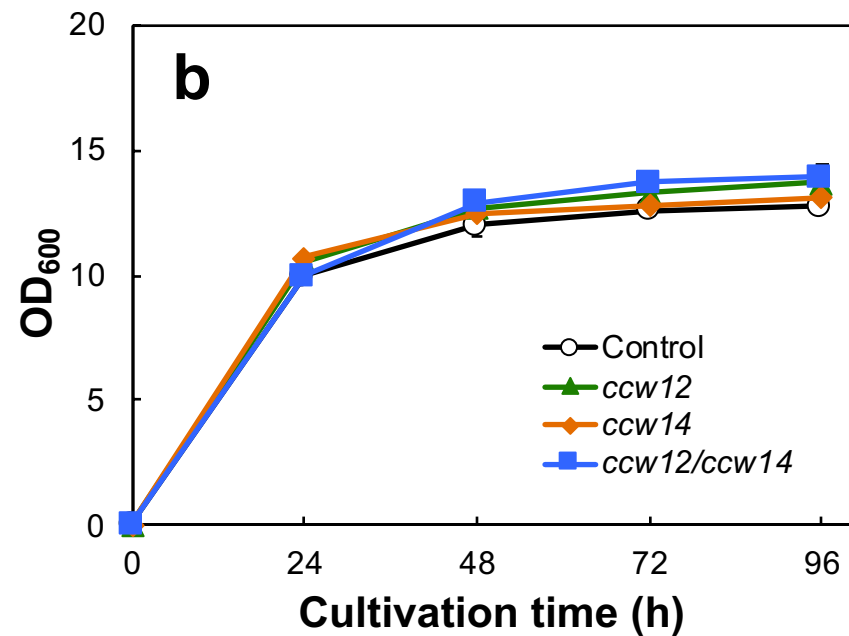 b
20
15
10
5
0
OD600
Control
ccw12
ccw14
ccw12/ccw14
0 24 48 72 96
Cultivation time (h)